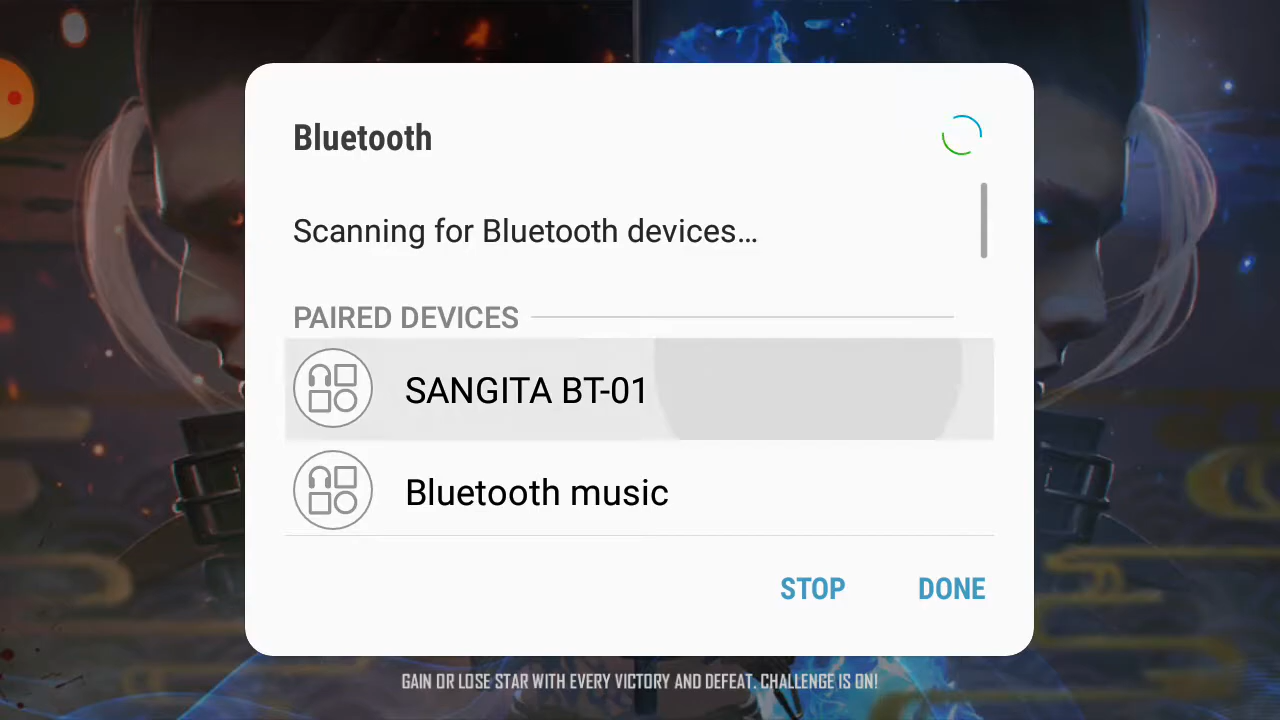 Bluetooth
Scanning for Bluetooth devices...
PAIRED DEVICES
SANGITA BT-01
Bluetooth music
STOP DONE
GAIN OR LOSE STAR WITH EVERY VICTORY AND DEFEAT. CHALLENGE IS ON!